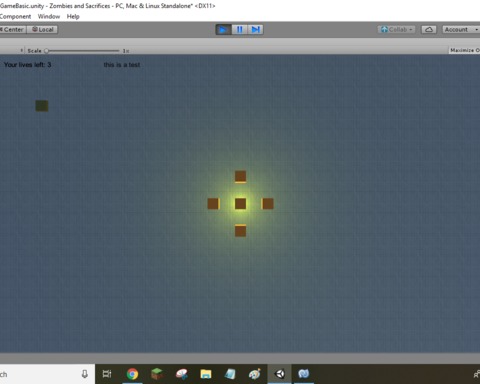 GameBasic.unity - Zombies and Sacrifices - PC, Mac & Linux Standalone* <DX11>
Component Window Help
Center Local Collab Account
Scale 1x Maximize O
Your lives left: 3 this is a test
ch